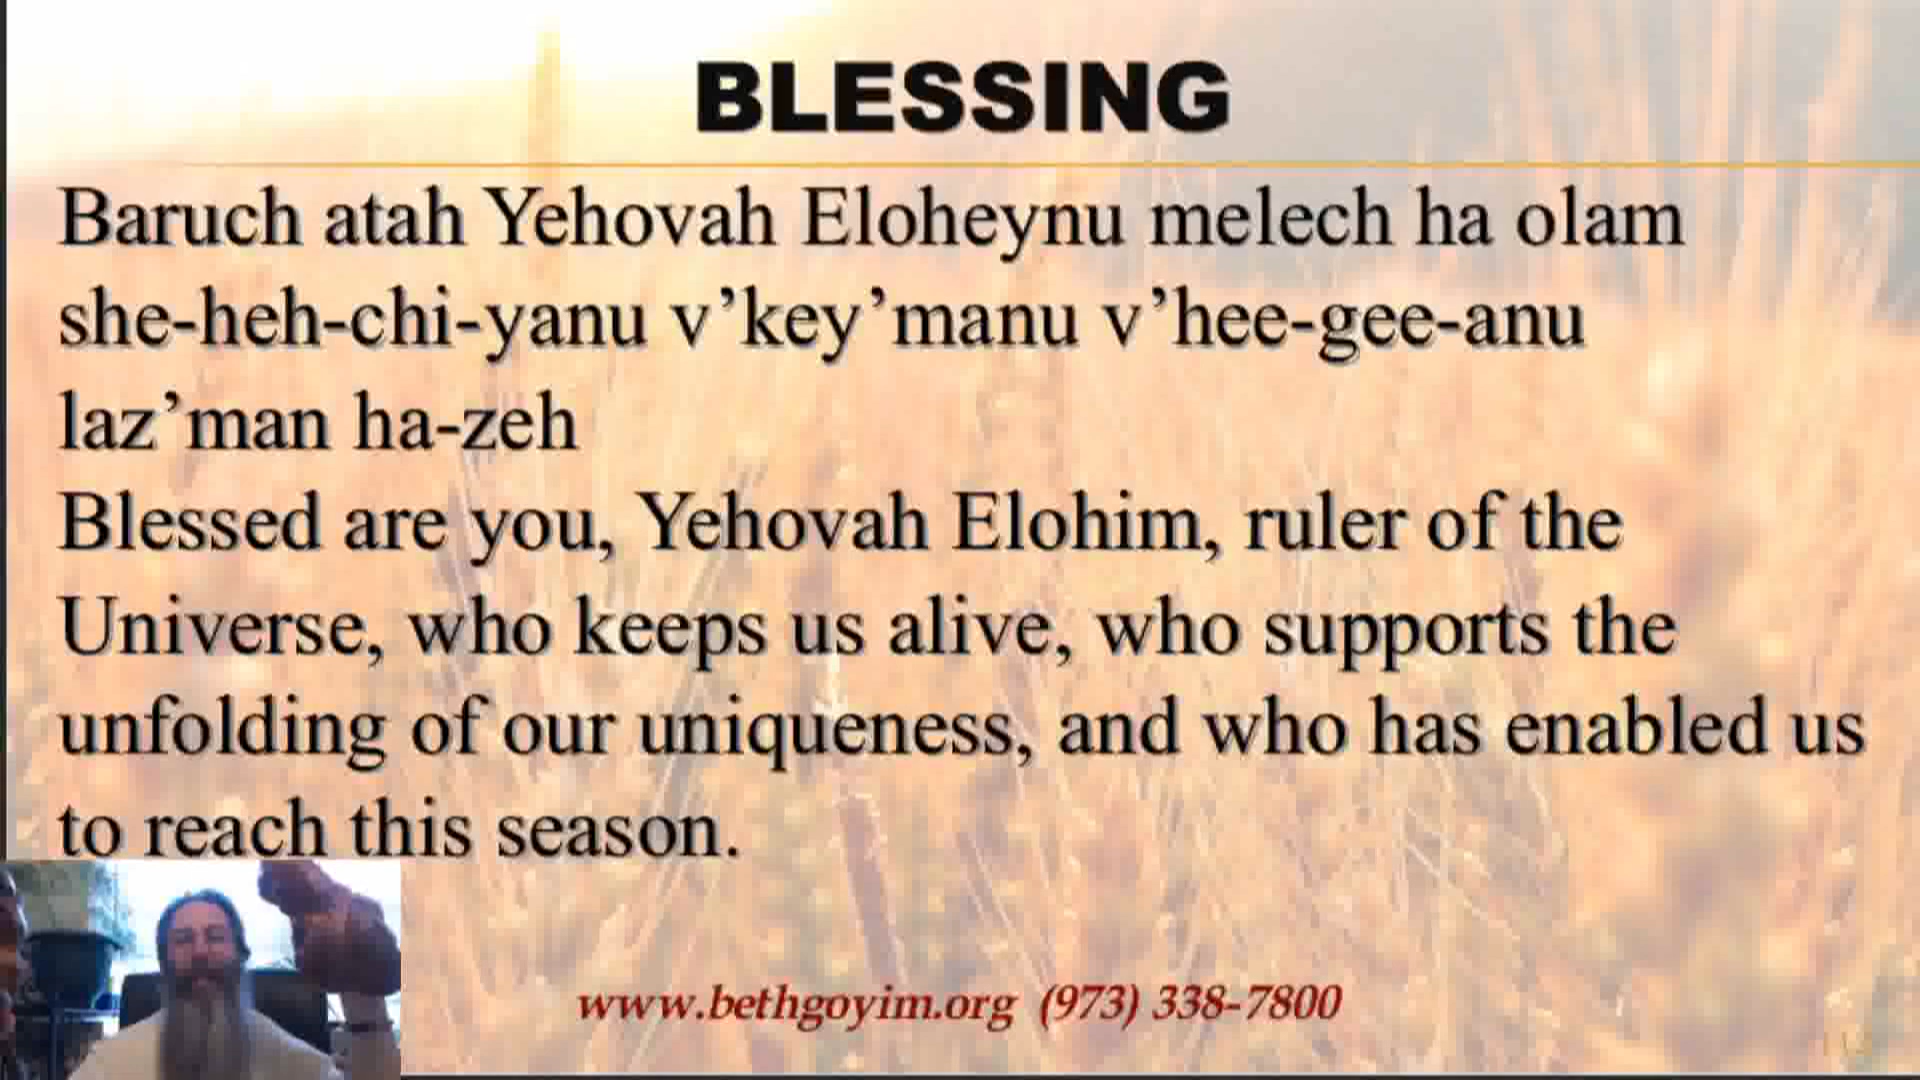 BLESSING
Baruch atah Yehovah Eloheynu melech ha olam
she-heh-chi-yanu v’key’manu v’hee-gee-anu
laz’man ha-zeh
Blessed are you, Yehovah Elohim, ruler of the
Universe, who keeps us alive, who supports the
unfolding of our uniqueness, and who has enabled us
to reach this season.
www.bethgoyim.org (973) 338-7800